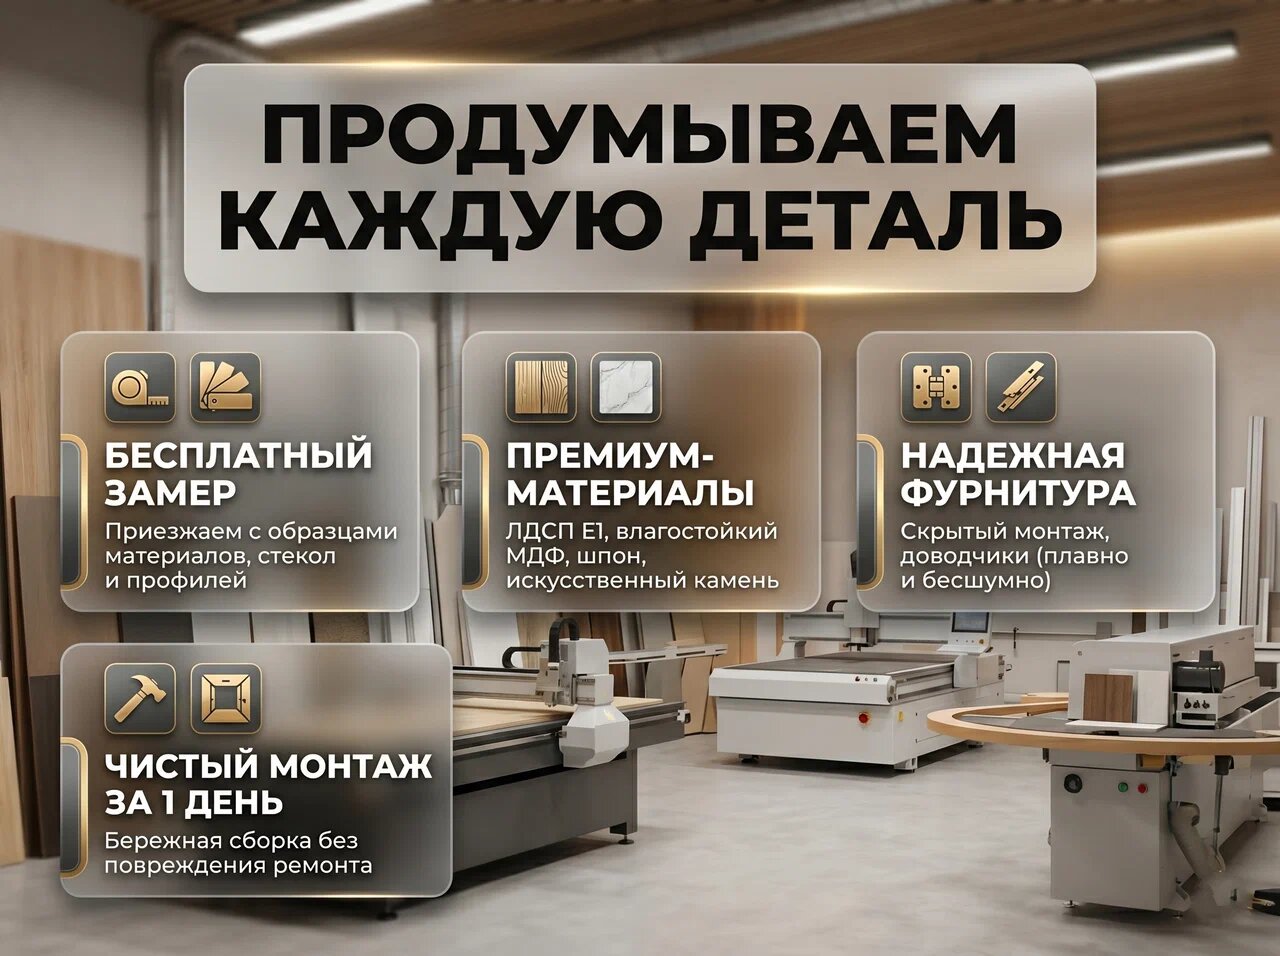 ПРОДУМЫВАЕМ
КАЖДУЮ ДЕТАЛЬ
БЕСПЛАТНЫЙ
ЗАМЕР
Приезжаем с образцами
материалов, стекол
и профилей
ПРЕМИУМ-
МАТЕРИАЛЫ
ЛДСП Е1, влагостойкий
МДФ, шпон,
искусственный камень
НАДЕЖНАЯ
ФУРНИТУРА
Скрытый монтаж,
доводчики (плавно
и бесшумно)
ЧИСТЫЙ МОНТАЖ
ЗА 1 ДЕНЬ
Бережная сборка без
повреждения ремонта